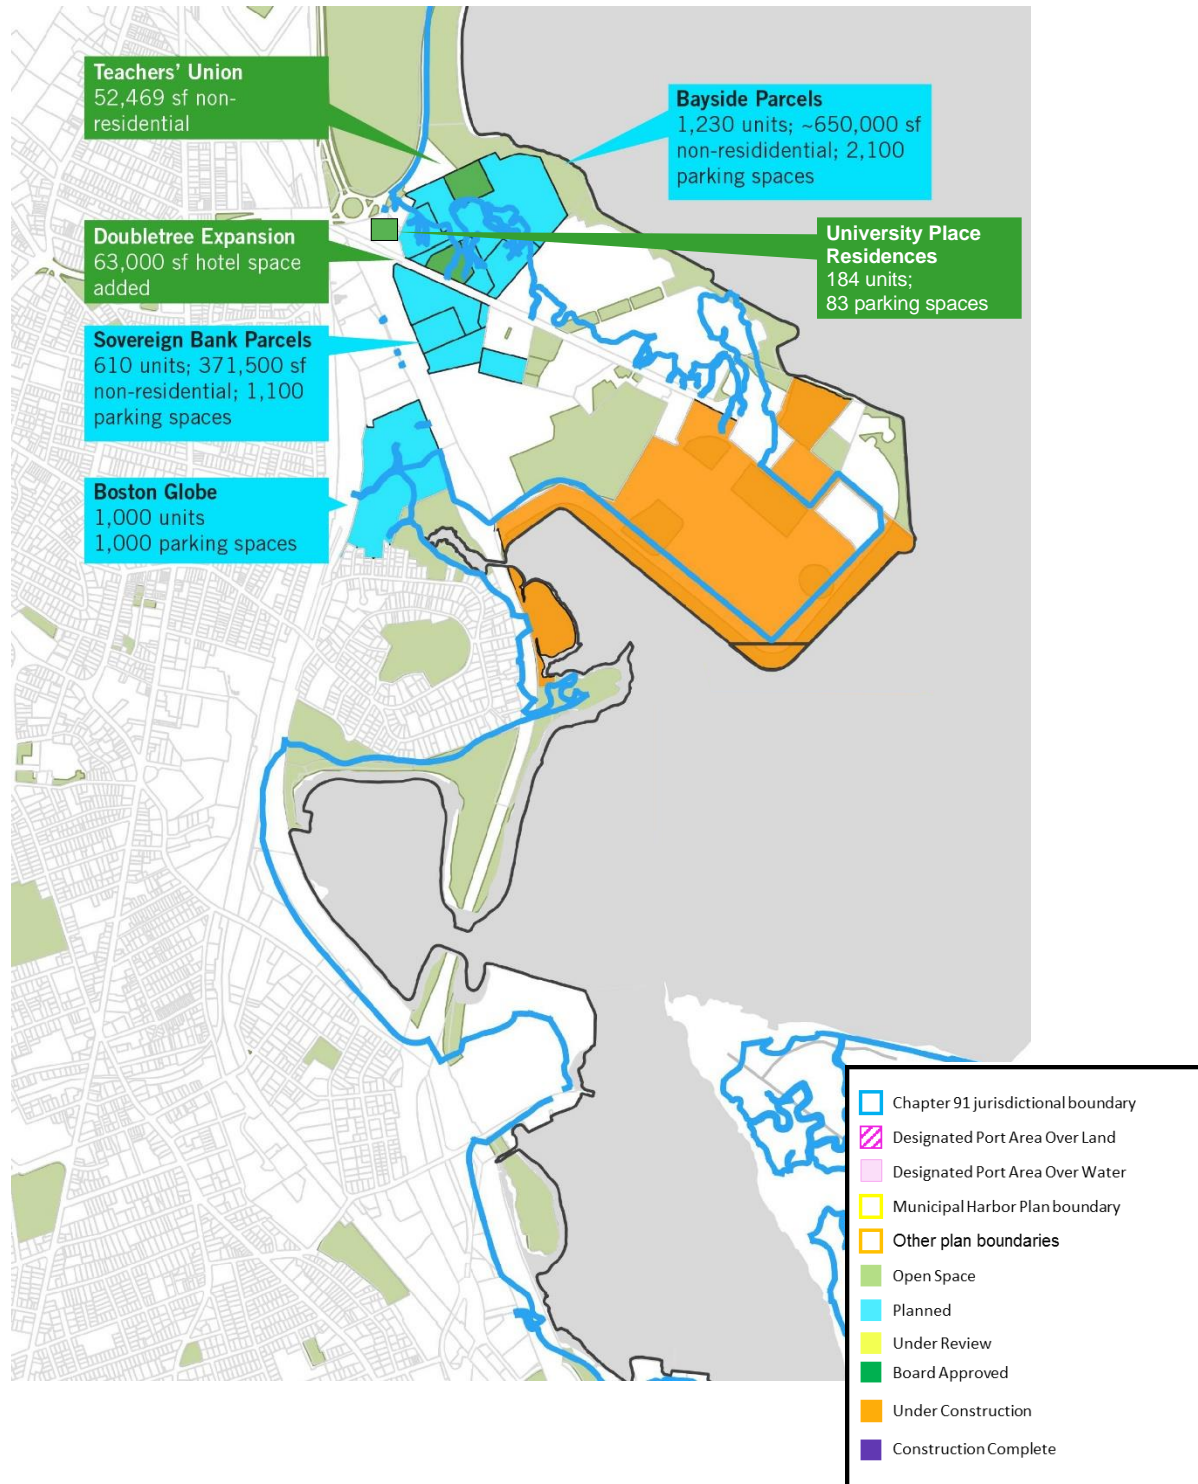 Teachers' Union
52,469 sf non-
residential
Bayside Parcels
1,230 units; ~650,000 sf
non-resididential; 2,100
parking spaces
Doubletree Expansion
63,000 sf hotel space
added
University Place
Residences
184 units;
83 parking spaces
Sovereign Bank Parcels
610 units; 371,500 sf
non-residential; 1,100
parking spaces
Boston Globe
1,000 units
1,000 parking spaces
Chapter 91 jurisdictional boundary
Designated Port Area Over Land
Designated Port Area Over Water
Municipal Harbor Plan boundary
Other plan boundaries
Open Space
Planned
Under Review
Board Approved
Under Construction
Construction Complete